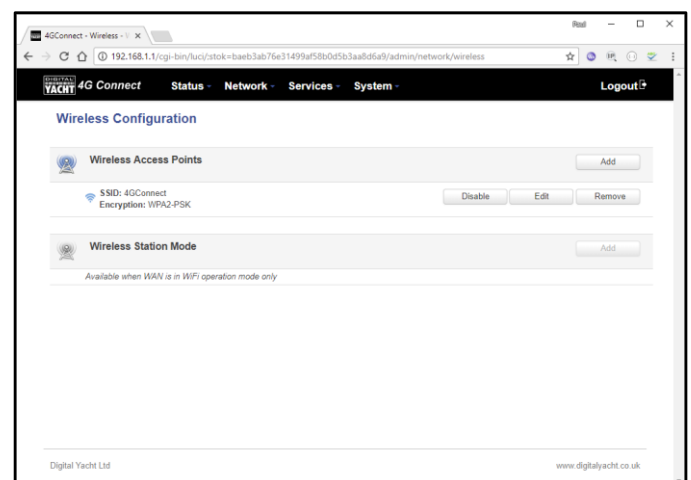 Paul
4GConnect - Wireless -
192.168.1.1/cgi-bin/luci/;stok=baeb3ab76e31499af58b0d5b3aa8d6a9/admin/network/wireless
DIGITAL YACHT 4G Connect Status Network Services System Logout
Wireless Configuration
Wireless Access Points Add
SSID: 4GConnect Disable Edit Remove
Encryption: WPA2-PSK
Wireless Station Mode Add
Available when WAN is in WiFi operation mode only
Digital Yacht Ltd www.digitalyacht.co.uk